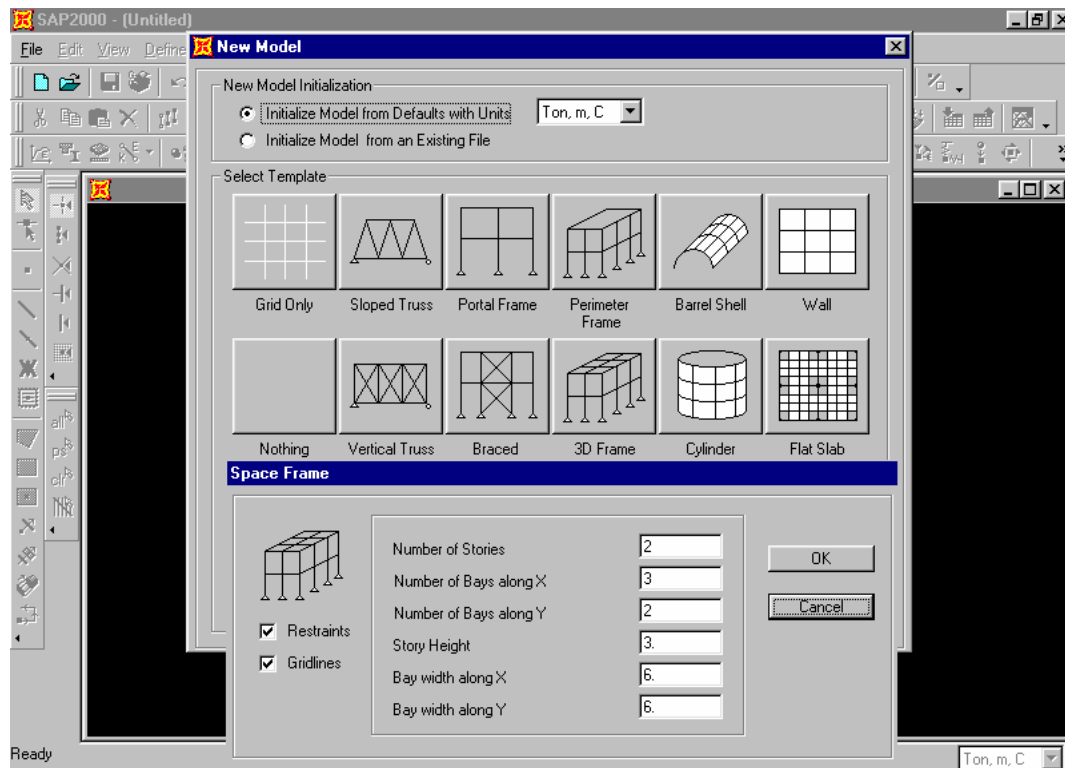 SAP2000 - (Untitled)
File Edit View Define
New Model
New Model Initialization
Initialize Model from Defaults with Units
Ton, m, C
Initialize Model from an Existing File
Select Template
Grid Only
Sloped Truss
Portal Frame
Perimeter Frame
Barrel Shell
Wall
Nothing
Vertical Truss
Braced
3D Frame
Cylinder
Flat Slab
Space Frame
Number of Stories 2
Number of Bays along X 3
Number of Bays along Y 2
Story Height 3.
Bay width along X 6.
Bay width along Y 6.
Restraints
Gridlines
OK
Cancel
all
ps
clr
Ready
Ton, m, C